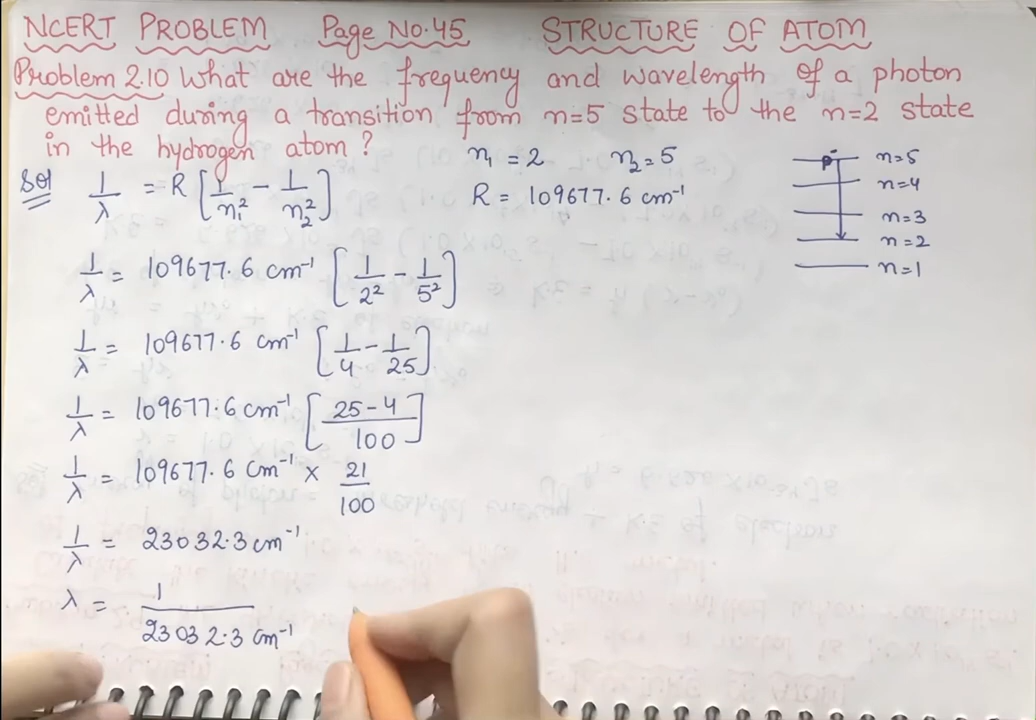 NCERT PROBLEM Page No.45 STRUCTURE OF ATOM
Problem 2.10 What are the frequency and wavelength of a photon
emitted during a transition from n=5 state to the n=2 state
in the hydrogen atom?
n₁ = 2 n₂ = 5
n=5
n=4
n=3
n=2
n=1
Sol 1/λ = R [1/n₁² - 1/n₂²]
R = 109677.6 cm⁻¹
1/λ = 109677.6 cm⁻¹ [1/2² - 1/5²]
1/λ = 109677.6 cm⁻¹ [1/4 - 1/25]
1/λ = 109677.6 cm⁻¹ [25-4/100]
1/λ = 109677.6 cm⁻¹ × 21/100
1/λ = 23032.3 cm⁻¹
λ = 1/23032.3 cm⁻¹